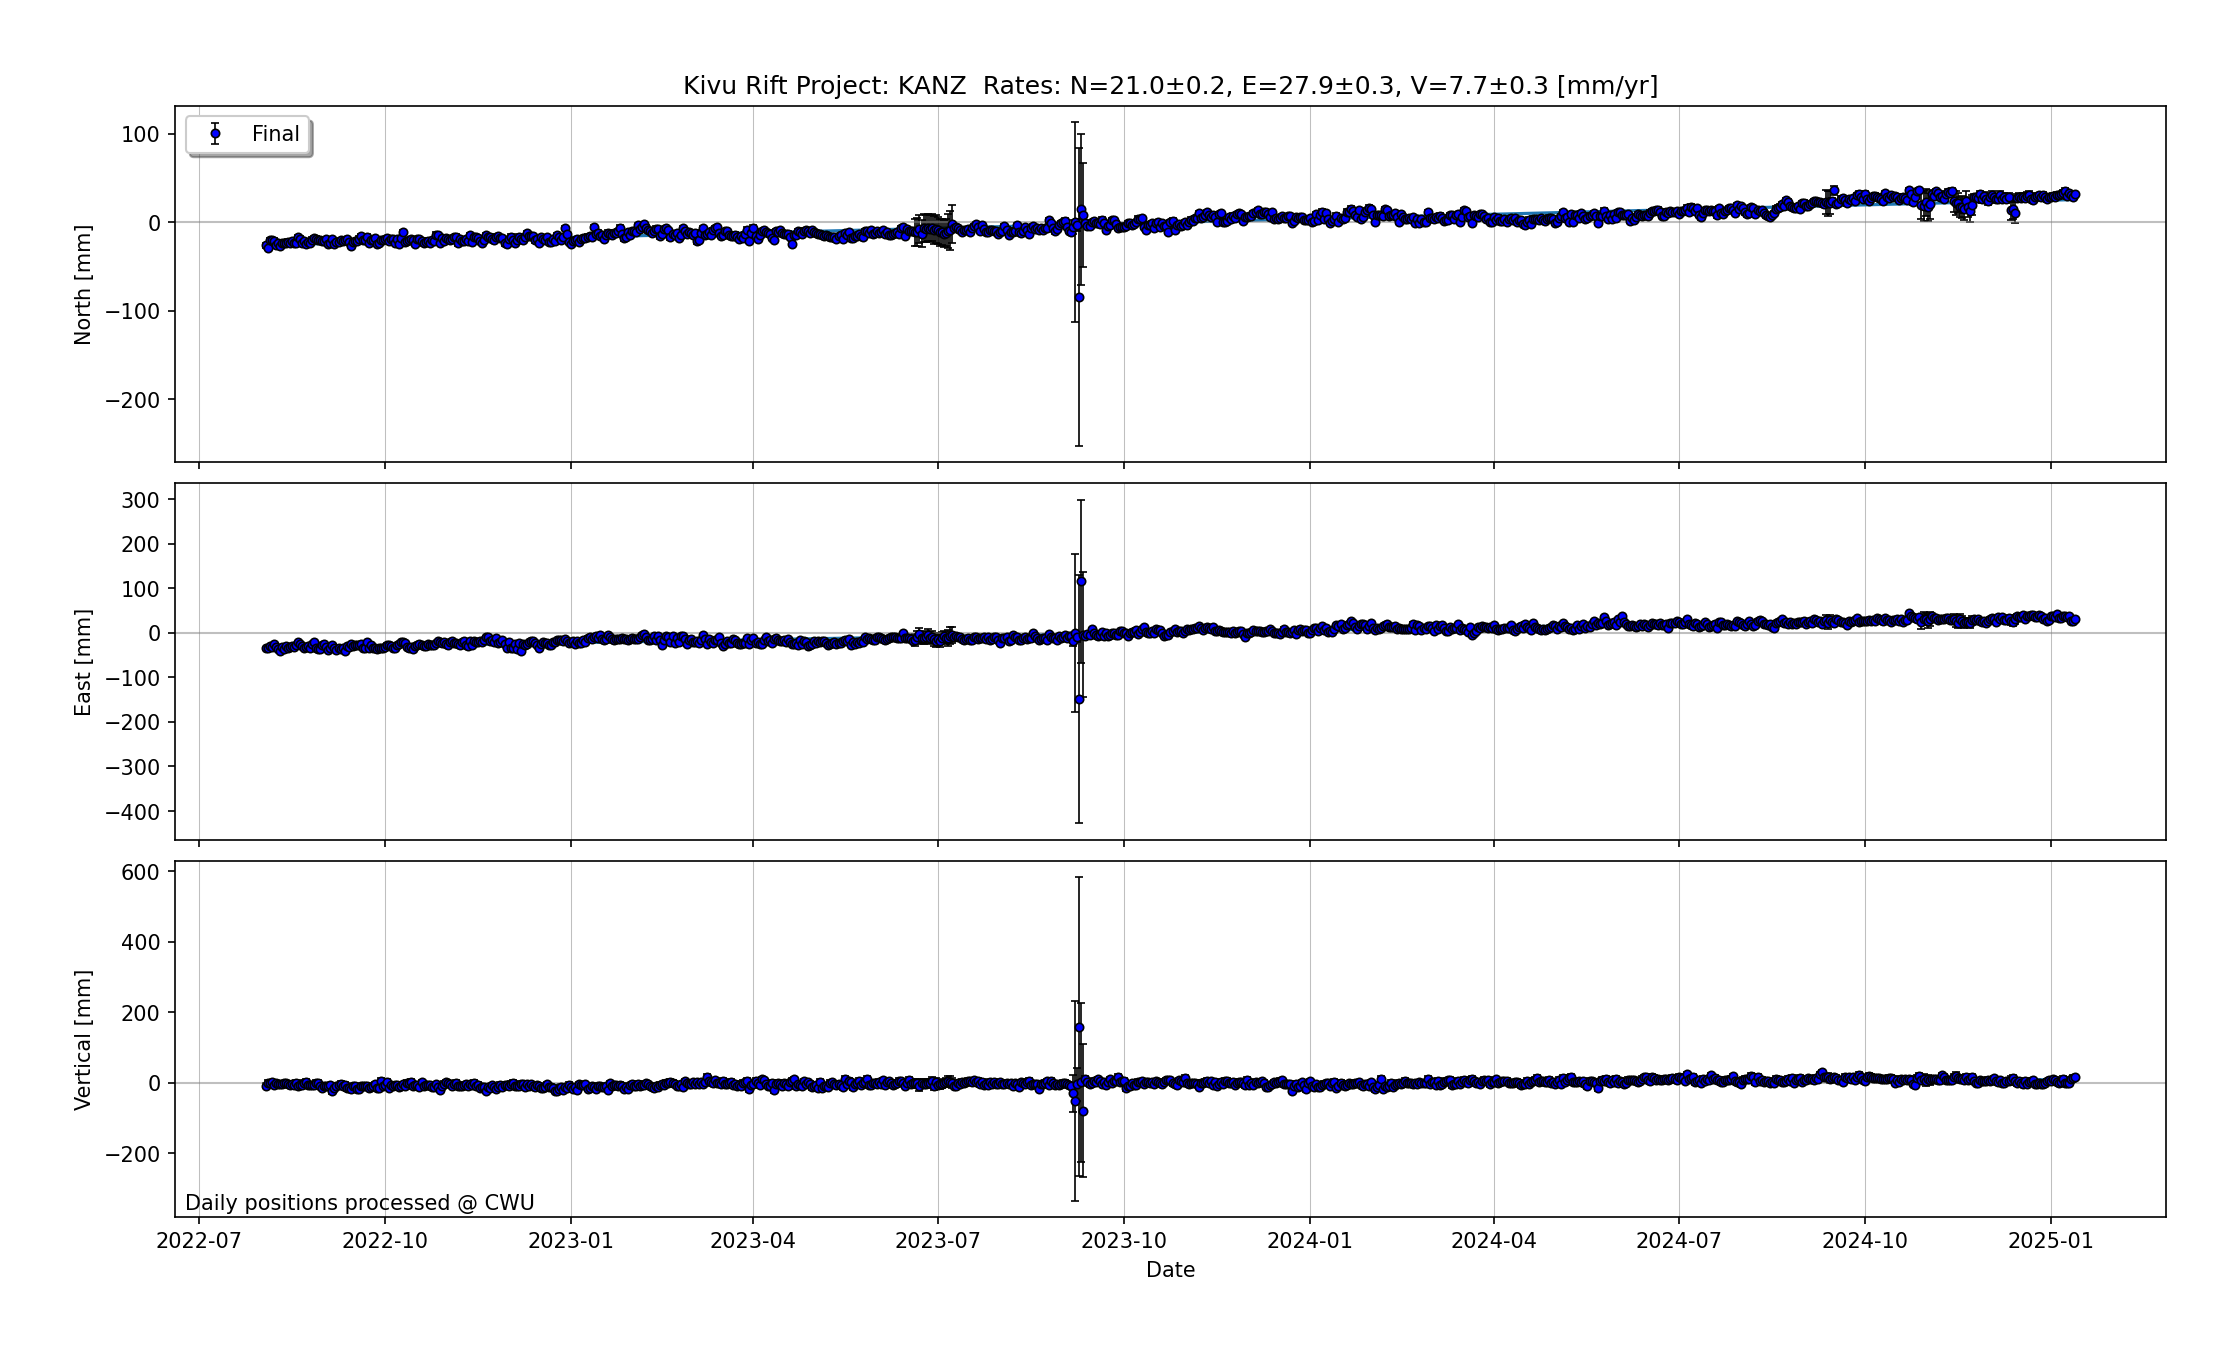 Kivu Rift Project: KANZ  Rates: N=21.0±0.2, E=27.9±0.3, V=7.7±0.3 [mm/yr]
Final
North [mm]
100
0
−100
−200
East [mm]
300
200
100
0
−100
−200
−300
−400
Vertical [mm]
600
400
200
0
−200
Daily positions processed @ CWU
2022-07 2022-10 2023-01 2023-04 2023-07 2023-10 2024-01 2024-04 2024-07 2024-10 2025-01
Date